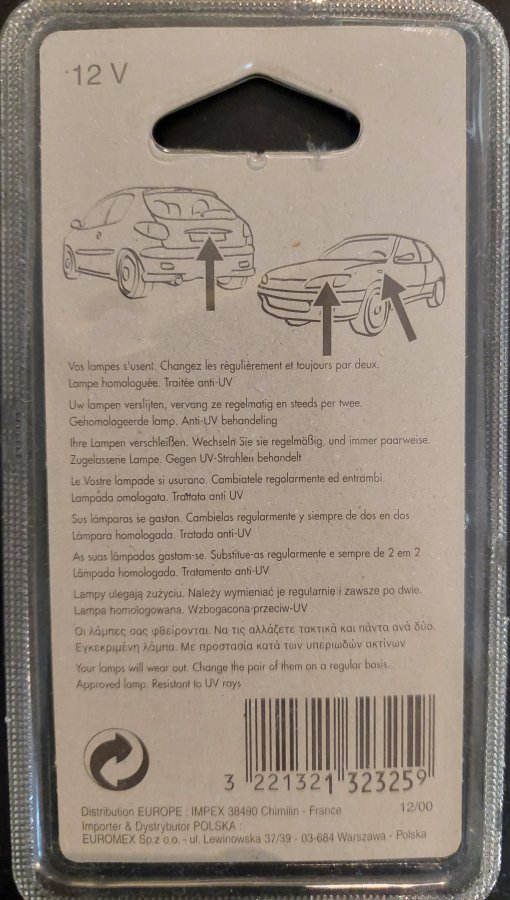 12 V
Vos lampes s'usent. Changez les régulièrement et toujours par deux.
Lampe homologuée. Traitée anti-UV
Uw lampen verslijten, vervang ze regelmatig en steeds per twee.
Gehomologeerde lamp. Anti-UV behandeling
Ihre Lampen verschleißen. Wechseln Sie sie regelmäßig, und immer paarweise.
Zugelassene Lampe. Gegen UV-Strahlen behandelt
Le Vostre lampade si usurano. Cambiatele regolarmente ed entrambi.
Lampada omologata. Trattata anti UV
Sus lámparas se gastan. Cambielas regularmente y siempre de dos en dos
Lámpara homologada. Tratada anti-UV
As suas lâmpadas gastam-se. Substitue-as regularmente e sempre de 2 em 2
Lâmpada homologada. Tratamento anti-UV
Lampy ulegają zużyciu. Należy wymieniać je regularnie i zawsze po dwie.
Lampa homologowana. Wzbogacona przeciw-UV
Οι λάμπες σας φθείρονται. Να τις αλλάζετε τακτικά και πάντα ανά δύο.
Εγκεκριμένη λάμπα. Με προστασία κατά των υπεριωδών ακτίνων
Your lamps will wear out. Change the pair of them on a regular basis.
Approved lamp. Resistant to UV rays
3 221321 323259
Distribution EUROPE : IMPEX 38490 Chimilin - France 12/00
Importer & Dystrybutor POLSKA :
EUROMEX Sp.z o.o. - ul. Lewinowska 37/39 - 03-684 Warszawa - Polska